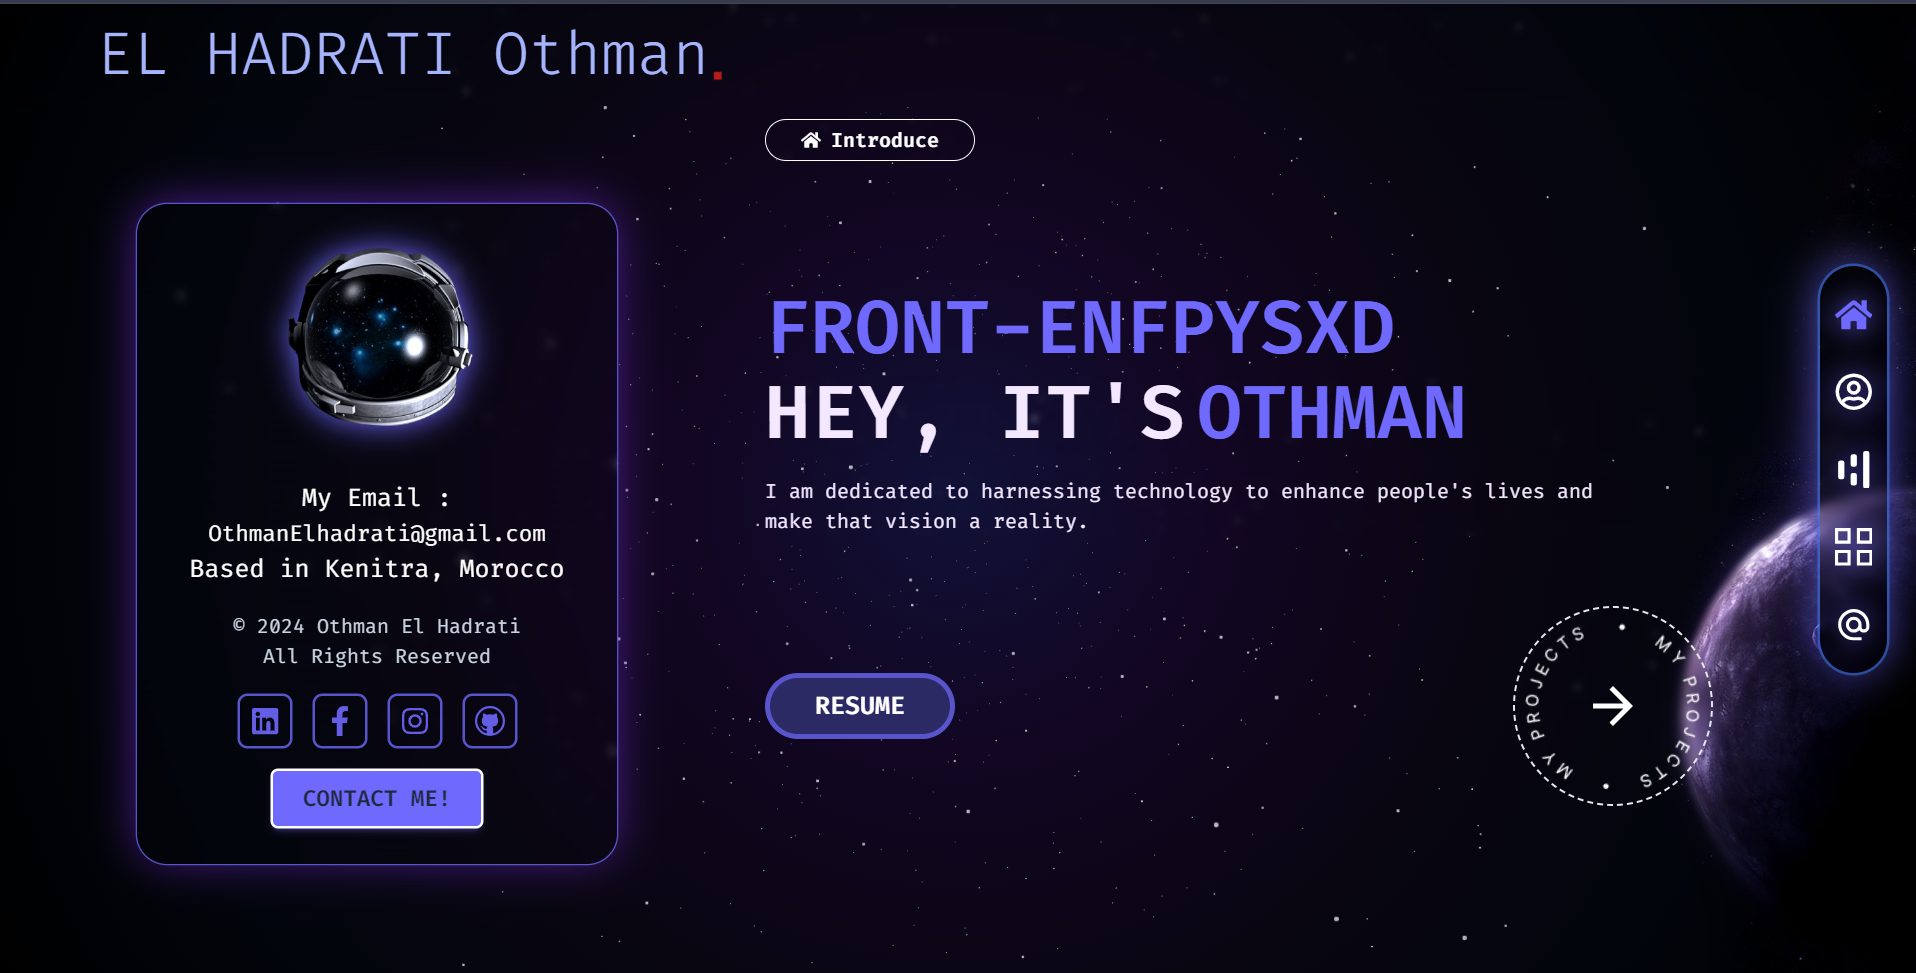 EL HADRATI Othman.
Introduce
My Email :
OthmanElhadrati@gmail.com
Based in Kenitra, Morocco
© 2024 Othman El Hadrati
All Rights Reserved
CONTACT ME!
FRONT-ENFPYSXD
HEY, IT'S OTHMAN
I am dedicated to harnessing technology to enhance people's lives and
make that vision a reality.
RESUME
MY PROJECTS • MY PROJECTS •